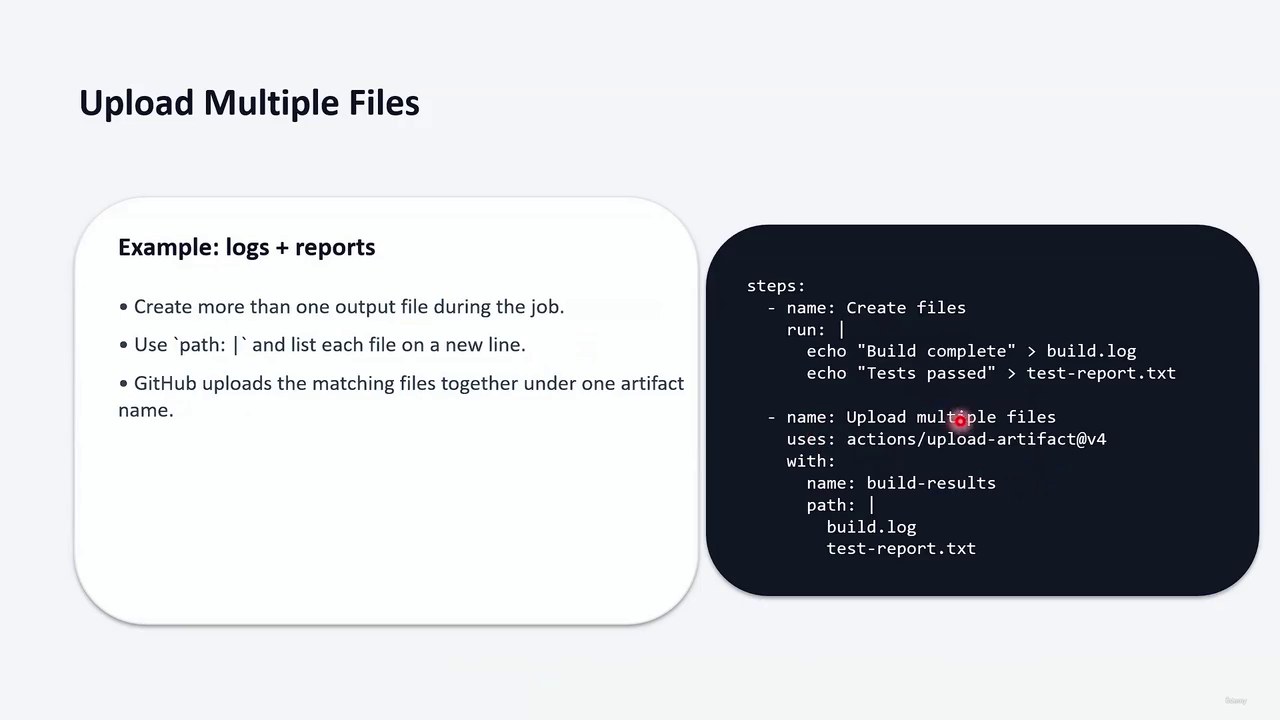 Upload Multiple Files
Example: logs + reports
• Create more than one output file during the job.
• Use `path: |` and list each file on a new line.
• GitHub uploads the matching files together under one artifact
name.
steps:
  - name: Create files
    run: |
      echo "Build complete" > build.log
      echo "Tests passed" > test-report.txt
  - name: Upload multiple files
    uses: actions/upload-artifact@v4
    with:
      name: build-results
      path: |
        build.log
        test-report.txt